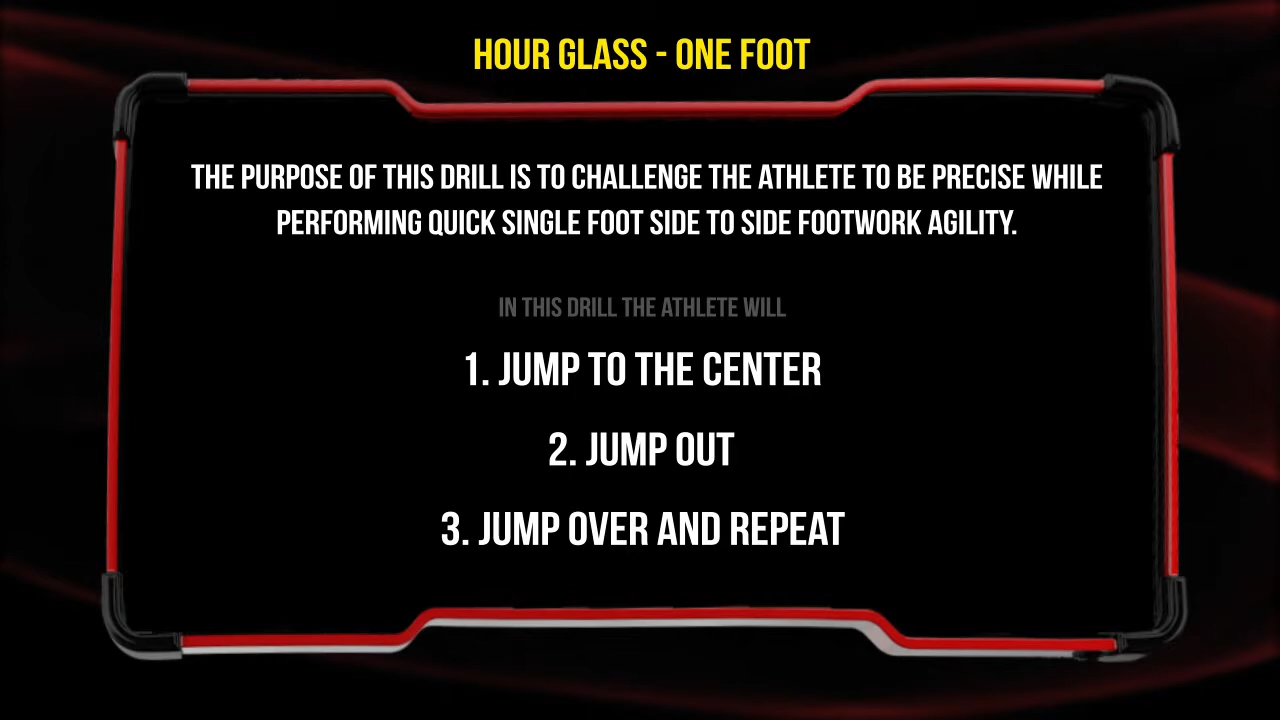 HOUR GLASS - ONE FOOT
THE PURPOSE OF THIS DRILL IS TO CHALLENGE THE ATHLETE TO BE PRECISE WHILE
PERFORMING QUICK SINGLE FOOT SIDE TO SIDE FOOTWORK AGILITY.
IN THIS DRILL THE ATHLETE WILL
1. JUMP TO THE CENTER
2. JUMP OUT
3. JUMP OVER AND REPEAT